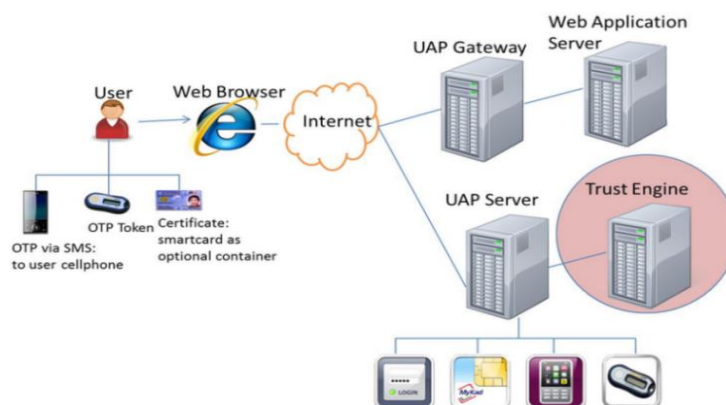 UAP Gateway
Web Application
Server
User
Web Browser
Internet
OTP Token
Certificate:
smartcard as
optional container
OTP via SMS:
to user cellphone
UAP Server
Trust Engine
LOGIN
MyKad